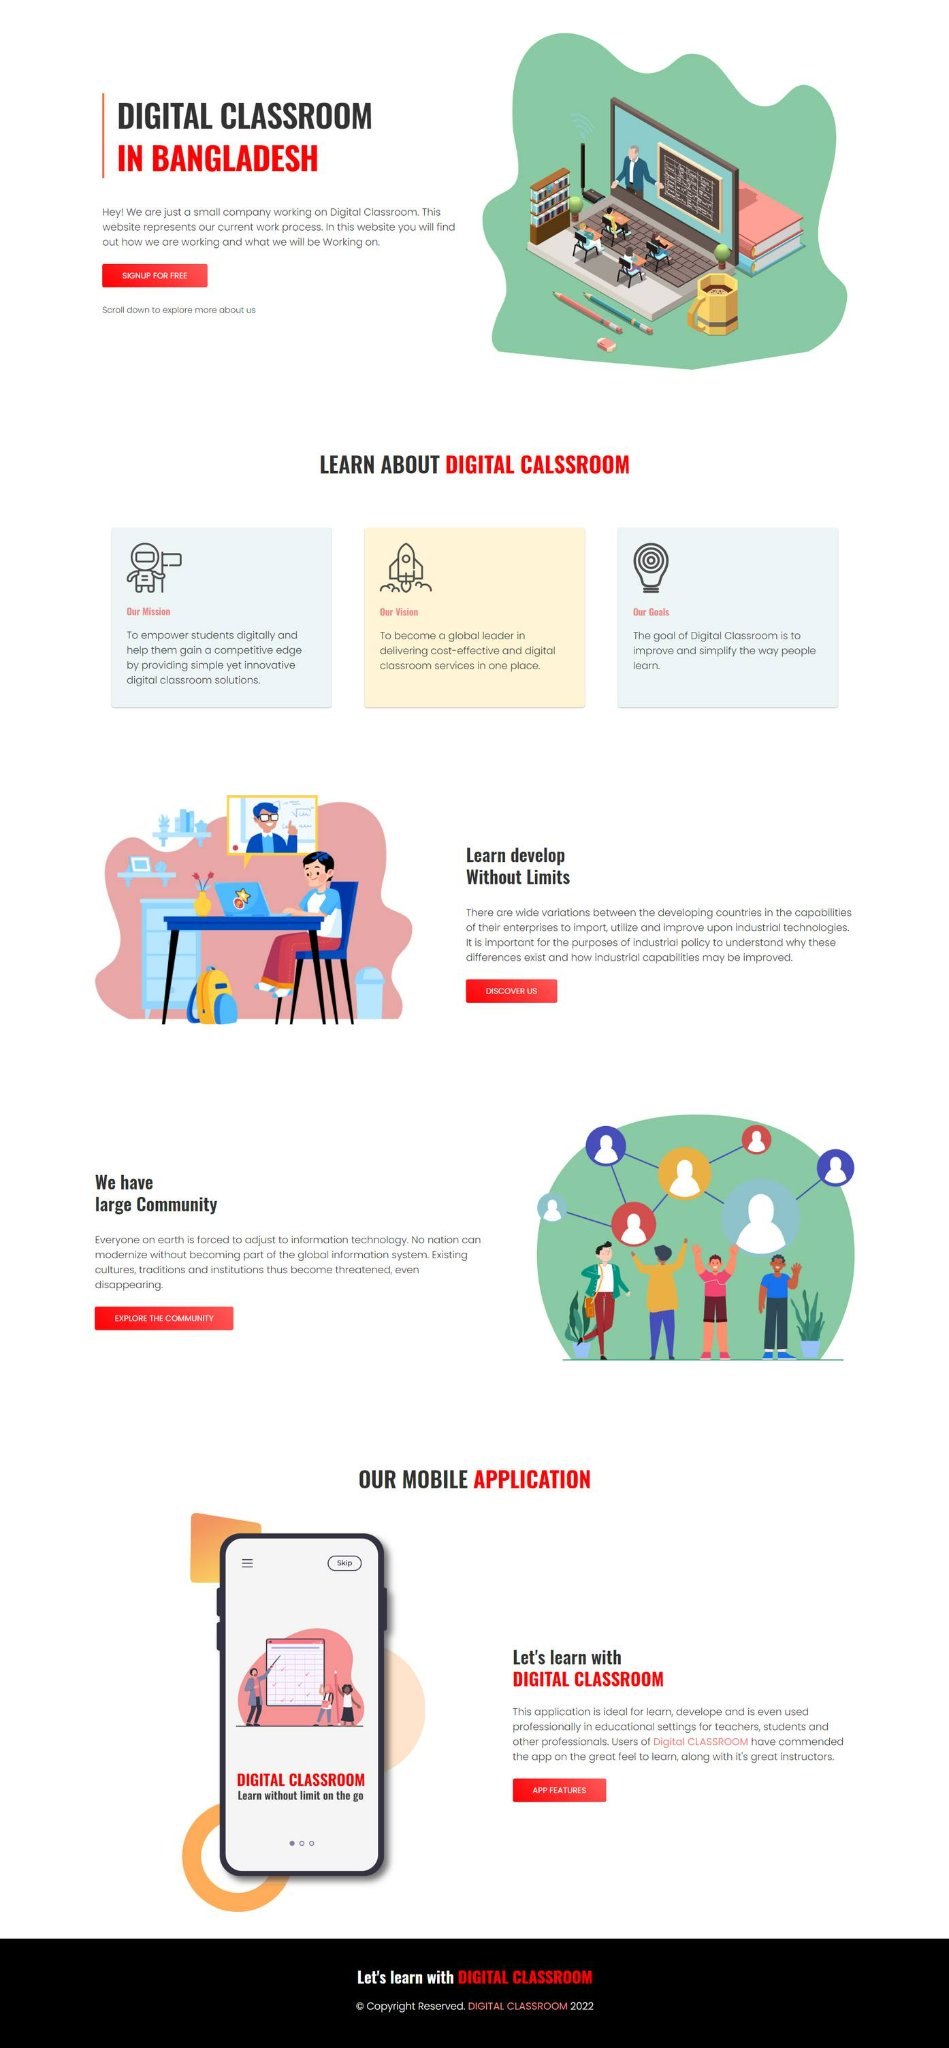 DIGITAL CLASSROOM
IN BANGLADESH
Hey! We are just a small company working on Digital Classroom. This
website represents our current work process. In this website you will find
out how we are working and what we will be Working on.
SIGNUP FOR FREE
Scroll down to explore more about us
LEARN ABOUT DIGITAL CALSSROOM
Our Mission
To empower students digitally and
help them gain a competitive edge
by providing simple yet innovative
digital classroom solutions.
Our Vision
To become a global leader in
delivering cost-effective and digital
classroom services in one place.
Our Goals
The goal of Digital Classroom is to
improve and simplify the way people
learn.
Learn develop
Without Limits
There are wide variations between the developing countries in the capabilities
of their enterprises to import, utilize and improve upon industrial technologies.
It is important for the purposes of industrial policy to understand why these
differences exist and how industrial capabilities may be improved.
DISCOVER US
We have
large Community
Everyone on earth is forced to adjust to information technology. No nation can
modernize without becoming part of the global information system. Existing
cultures, traditions and institutions thus become threatened, even
disappearing.
EXPLORE THE COMMUNITY
OUR MOBILE APPLICATION
Skip
DIGITAL CLASSROOM
Learn without limit on the go
Let's learn with
DIGITAL CLASSROOM
This application is ideal for learn, develope and is even used
professionally in educational settings for teachers, students and
other professionals. Users of Digital CLASSROOM have commended
the app on the great feel to learn, along with it's great instructors.
APP FEATURES
Let's learn with DIGITAL CLASSROOM
© Copyright Reserved. DIGITAL CLASSROOM 2022